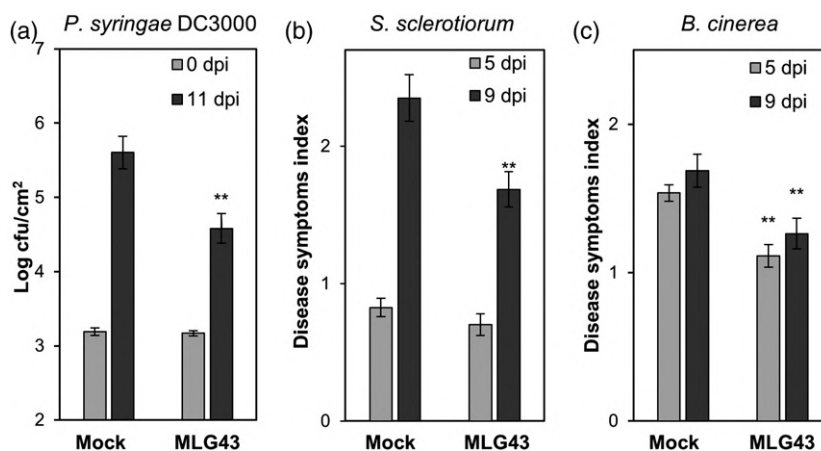 (a)
P. syringae DC3000
7
6
5
4
3
2
Log cfu/cm²
0 dpi
11 dpi
**
Mock
MLG43
(b)
S. sclerotiorum
2
1
0
Disease symptoms index
5 dpi
9 dpi
**
Mock
MLG43
(c)
B. cinerea
2
1
0
Disease symptoms index
5 dpi
9 dpi
**
**
Mock
MLG43